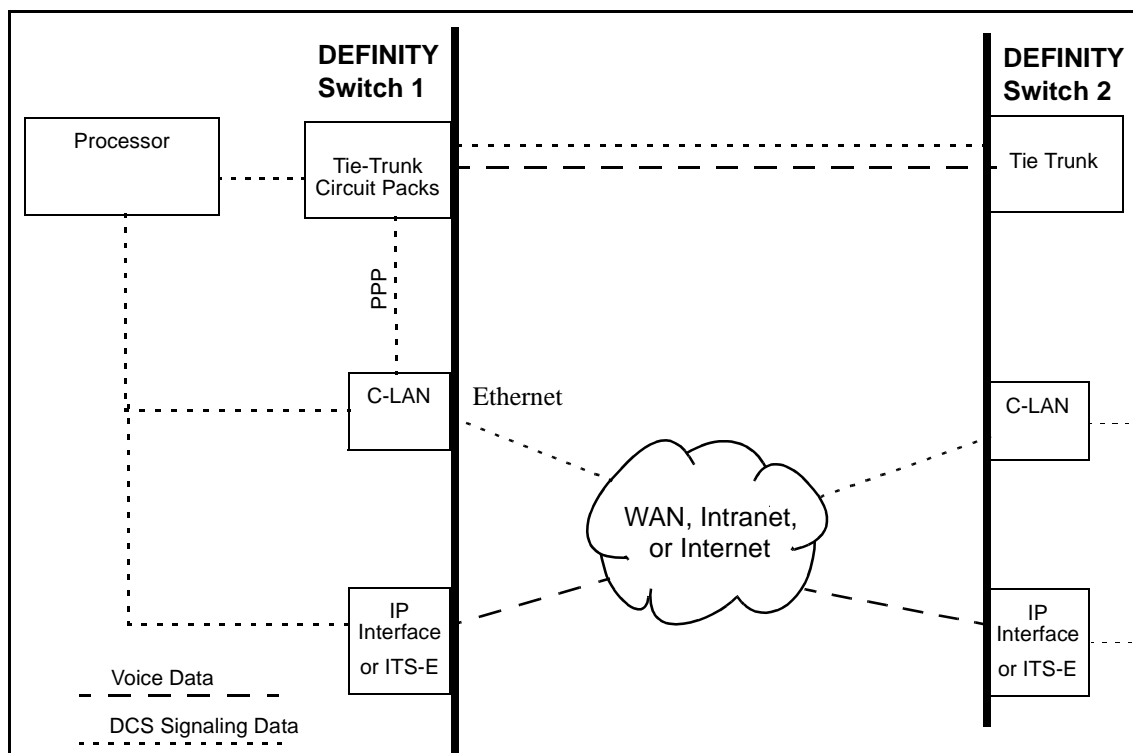 DEFINITY
Switch 1
DEFINITY
Switch 2
Processor
Tie-Trunk
Circuit Packs
Tie Trunk
PPP
C-LAN
Ethernet
C-LAN
WAN, Intranet,
or Internet
IP
Interface
or ITS-E
IP
Interface
or ITS-E
Voice Data
DCS Signaling Data